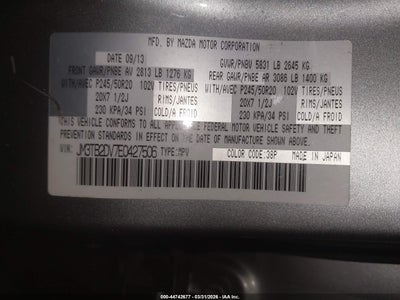 MFD. BY MAZDA MOTOR CORPORATION
DATE 09/13 GVWR/PNBV 5831 LB 2645 KG
FRONT GAWR/PNBE AV 2813 LB 1276 KG REAR GAWR/PNBE AR 3086 LB 1400 KG
WITH/AVEC P245/50R20 102V TIRES/PNEUS WITH/AVEC P245/50R20 102V TIRES/PNEUS
20X7 1/2J RIMS/JANTES 20X7 1/2J RIMS/JANTES
230 KPA/34 PSI COLD/A FROID 230 KPA/34 PSI COLD/A FROID
THIS VEHICLE CONFORMS TO ALL APPLICABLE FEDERAL MOTOR VEHICLE SAFETY AND THEFT
PREVENTION STANDARDS IN EFFECT ON THE DATE OF MANUFACTURE SHOWN ABOVE.
VIN: JM3TB2DV7E0427506 TYPE:MPV COLOR CODE:38P MADE IN JAPAN
000-44742677 - 03/31/2026 - IAA Inc.